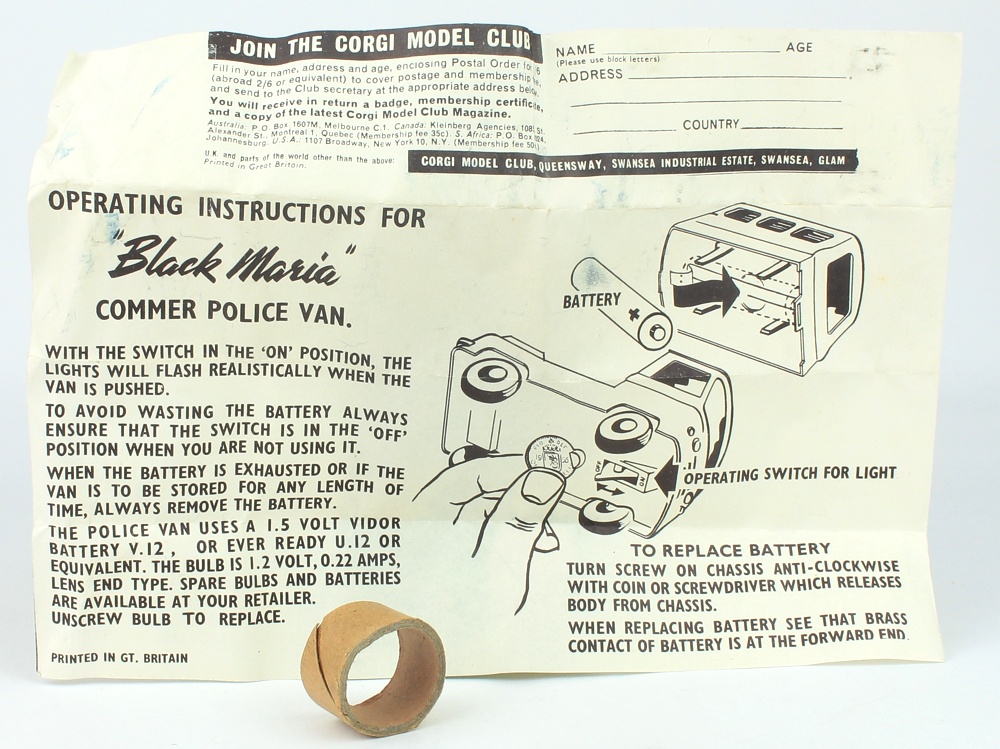 JOIN THE CORGI MODEL CLUB
Fill in your name, address and age, enclosing Postal Order for /6
(abroad 2/6 or equivalent) to cover postage and membership
and send to the Club secretary at the appropriate address below.
You will receive in return a badge, membership certificate,
and a copy of the latest Corgi Model Club Magazine.
Australia: P.O. Box 1607M, Melbourne C.1. Canada: Kleinberg Agencies, 1085 St.
Alexander St., Montreal 1, Quebec (Membership fee 35c). S. Africa: P.O. Box
Johannesburg. U.S.A.: 1107 Broadway, New York 10, N.Y. (Membership fee 50c)
U.K. and parts of the world other than the above:
Printed in Great Britain.
CORGI MODEL CLUB, QUEENSWAY, SWANSEA INDUSTRIAL ESTATE, SWANSEA, GLAM
NAME AGE
(Please use block letters)
ADDRESS
COUNTRY
OPERATING INSTRUCTIONS FOR
"Black Maria"
COMMER POLICE VAN.
WITH THE SWITCH IN THE 'ON' POSITION, THE
LIGHTS WILL FLASH REALISTICALLY WHEN THE
VAN IS PUSHED.
TO AVOID WASTING THE BATTERY ALWAYS
ENSURE THAT THE SWITCH IS IN THE 'OFF'
POSITION WHEN YOU ARE NOT USING IT.
WHEN THE BATTERY IS EXHAUSTED OR IF THE
VAN IS TO BE STORED FOR ANY LENGTH OF
TIME, ALWAYS REMOVE THE BATTERY.
THE POLICE VAN USES A 1.5 VOLT VIDOR
BATTERY V.12, OR EVER READY U.12 OR
EQUIVALENT. THE BULB IS 1.2 VOLT, 0.22 AMPS,
LENS END TYPE. SPARE BULBS AND BATTERIES
ARE AVAILABLE AT YOUR RETAILER.
UNSCREW BULB TO REPLACE.
PRINTED IN GT. BRITAIN
BATTERY
+
OFF
ON
OPERATING SWITCH FOR LIGHT
TO REPLACE BATTERY
TURN SCREW ON CHASSIS ANTI-CLOCKWISE
WITH COIN OR SCREWDRIVER WHICH RELEASES
BODY FROM CHASSIS.
WHEN REPLACING BATTERY SEE THAT BRASS
CONTACT OF BATTERY IS AT THE FORWARD END.